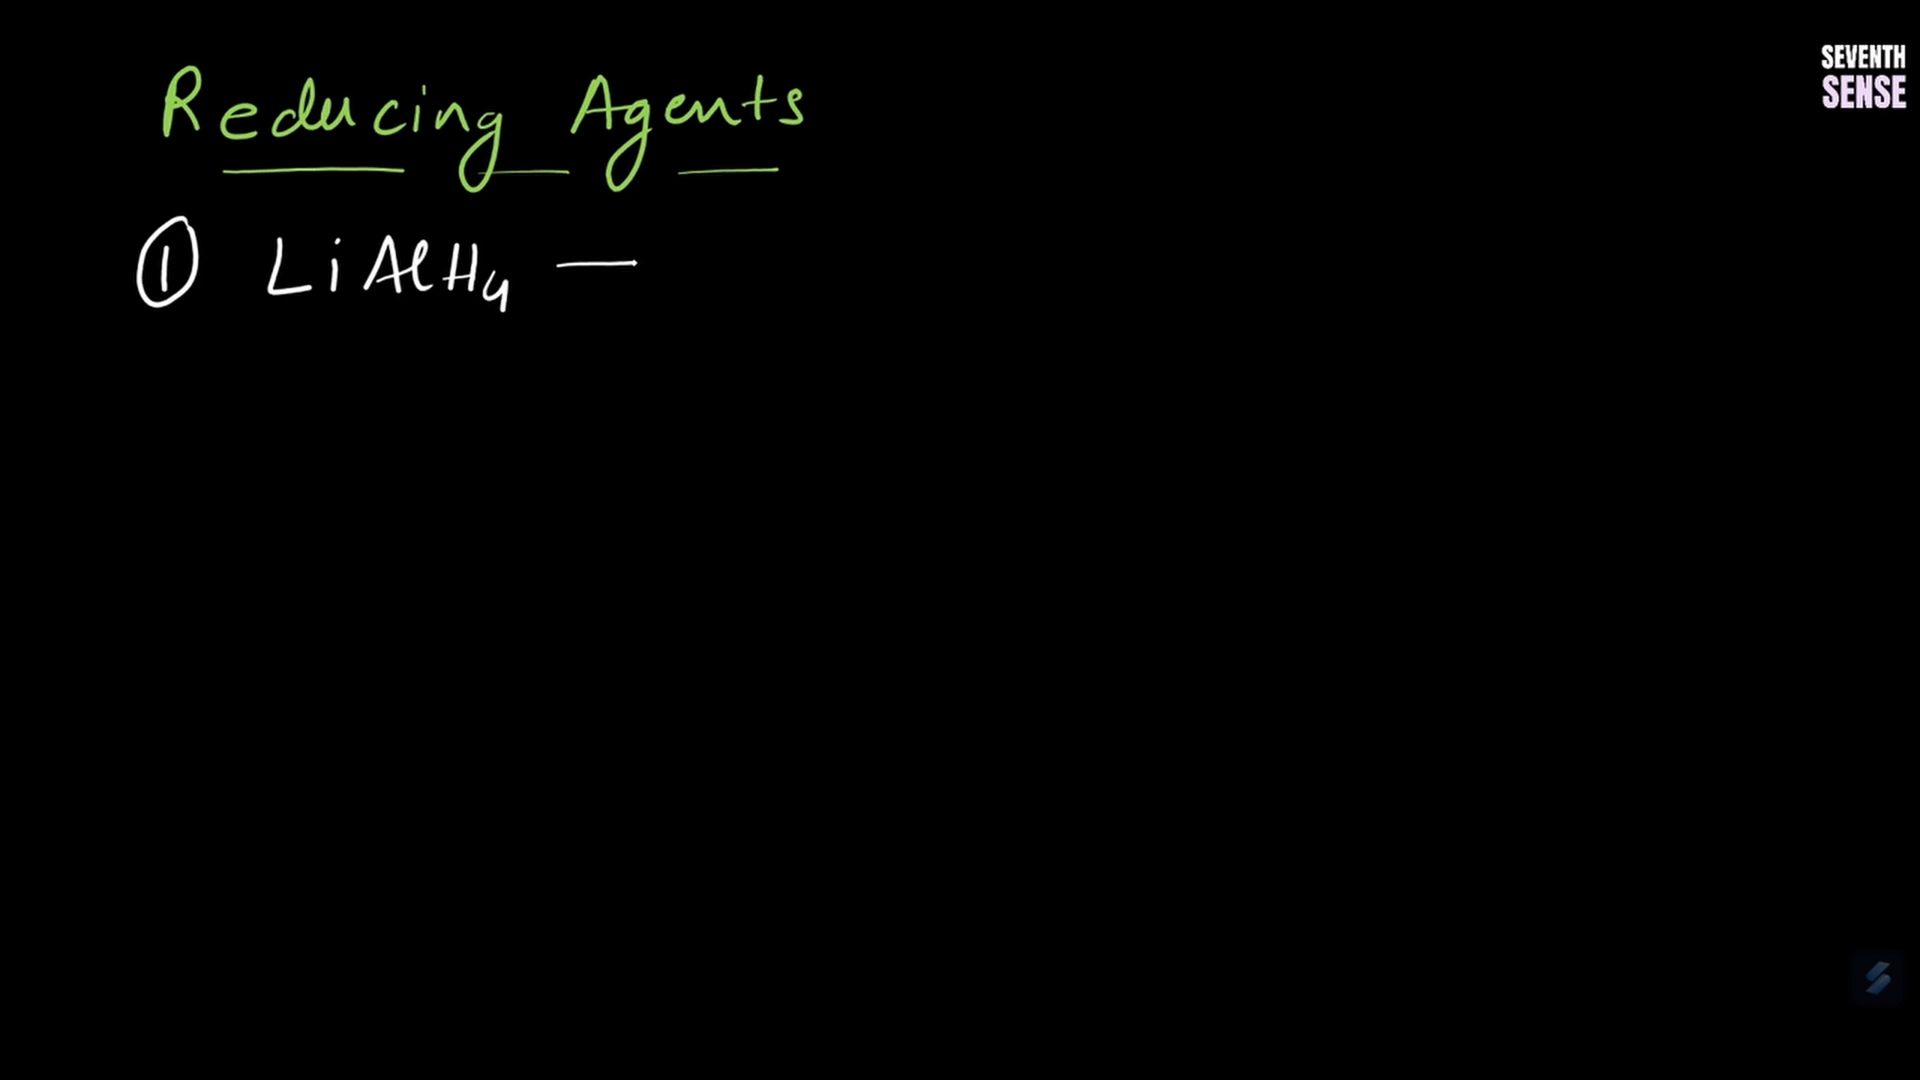 Reducing Agents
① LiAlH₄ —
SEVENTH
SENSE